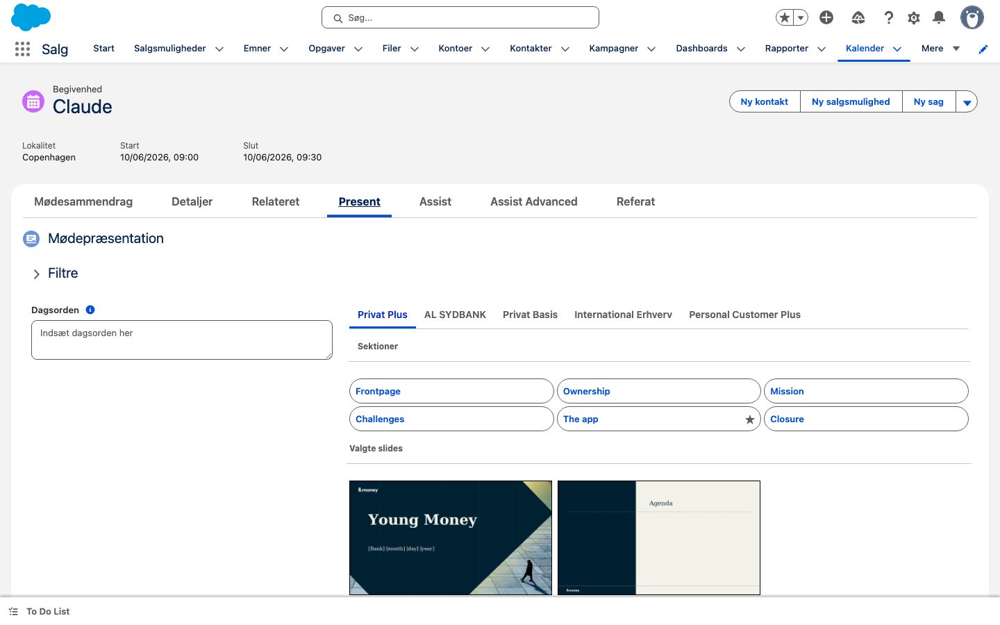 Søg...
Salg
Start
Salgsmuligheder
Emner
Opgaver
Filer
Kontoer
Kontakter
Kampagner
Dashboards
Rapporter
Kalender
Mere
Begivenhed
Claude
Ny kontakt
Ny salgsmulighed
Ny sag
Lokalitet
Copenhagen
Start
10/06/2026, 09:00
Slut
10/06/2026, 09:30
Mødesammendrag
Detaljer
Relateret
Present
Assist
Assist Advanced
Referat
Mødepræsentation
Filtre
Dagsorden
Indsæt dagsorden her
Privat Plus
AL SYDBANK
Privat Basis
International Erhverv
Personal Customer Plus
Sektioner
Frontpage
Ownership
Mission
Challenges
The app
Closure
Valgte slides
&money
Young Money
[Bank] [month] [day] [year]
Agenda
&money
To Do List